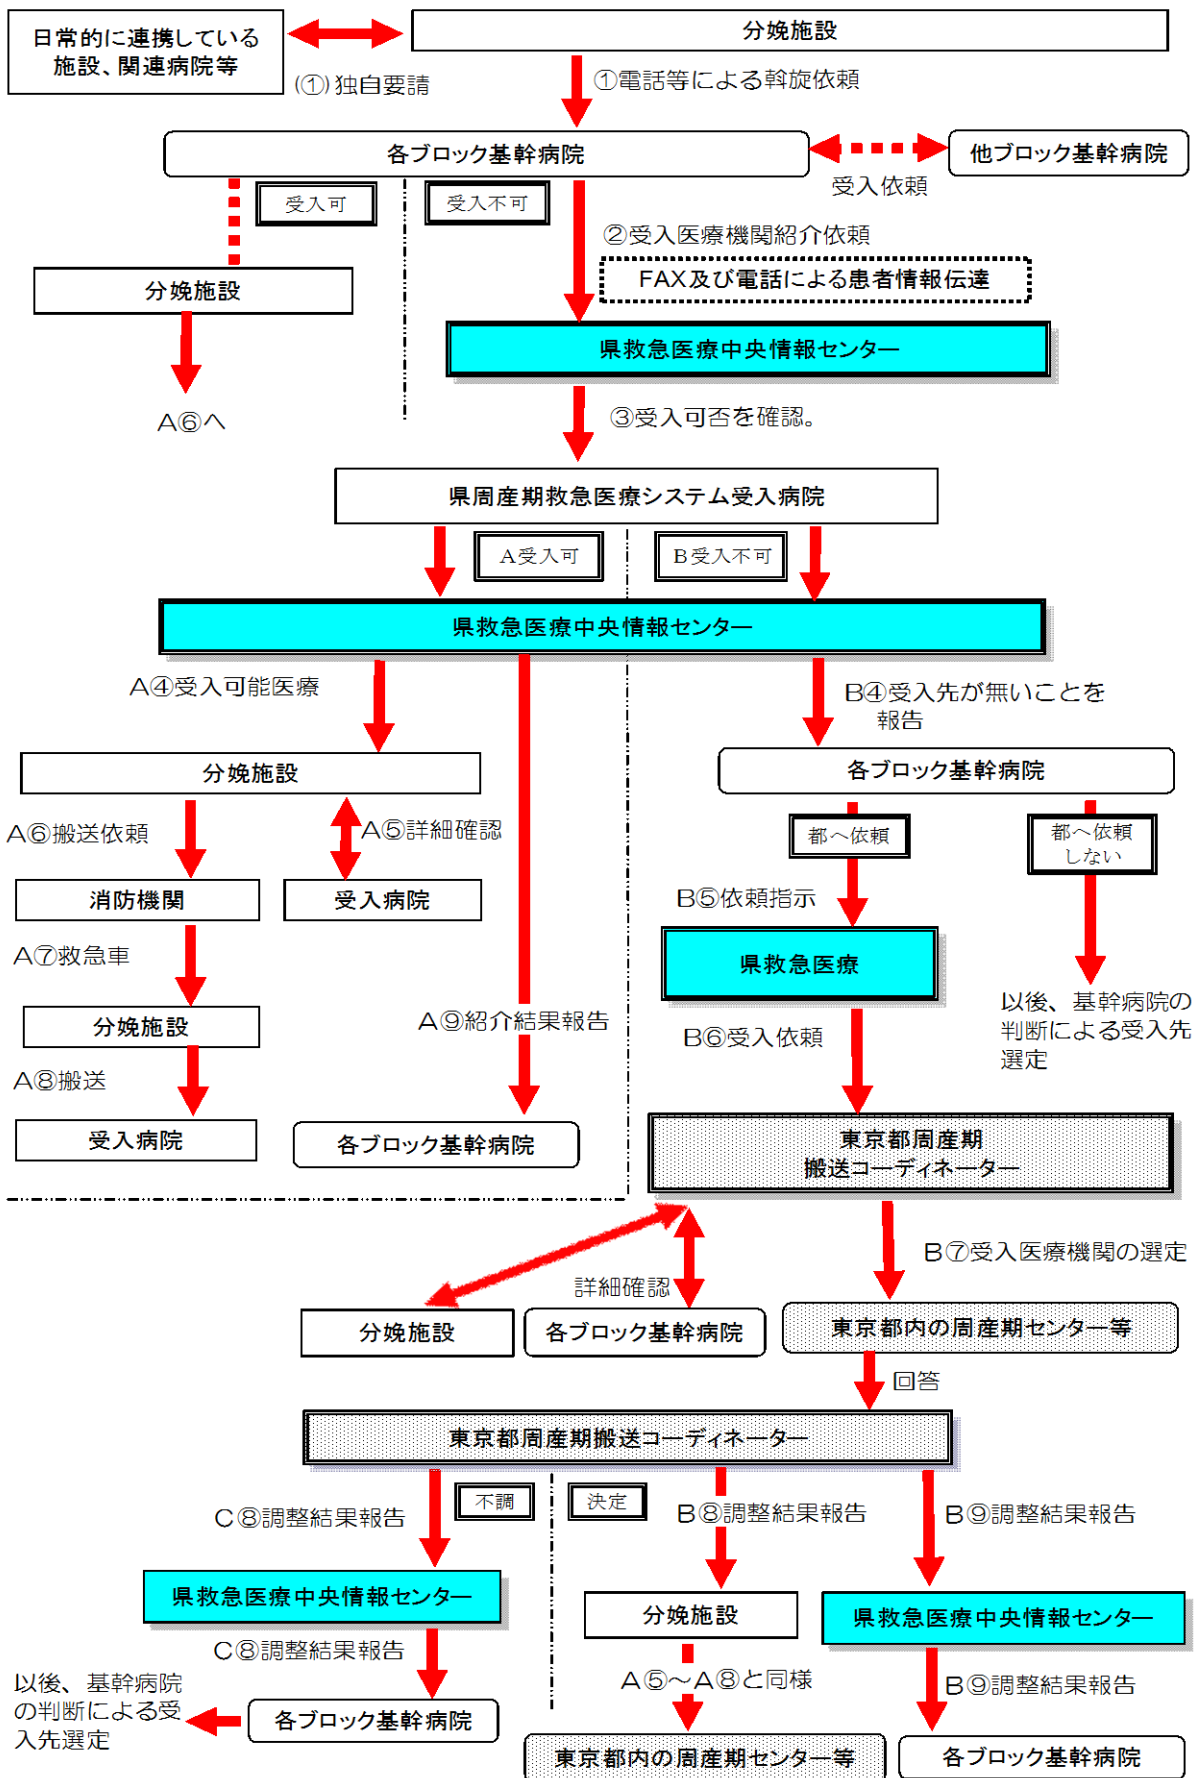 日常的に連携している
施設、関連病院等
分娩施設
(①)独自要請
①電話等による斡旋依頼
各ブロック基幹病院
他ブロック基幹病院
受入依頼
受入可
受入不可
②受入医療機関紹介依頼
FAX及び電話による患者情報伝達
分娩施設
県救急医療中央情報センター
A⑥へ
③受入可否を確認。
県周産期救急医療システム受入病院
A受入可
B受入不可
県救急医療中央情報センター
A④受入可能医療
B④受入先が無いことを
報告
分娩施設
各ブロック基幹病院
A⑥搬送依頼
A⑤詳細確認
都へ依頼
都へ依頼
しない
消防機関
受入病院
B⑤依頼指示
A⑦救急車
県救急医療
分娩施設
A⑨紹介結果報告
B⑥受入依頼
以後、基幹病院の
判断による受入先
選定
A⑧搬送
受入病院
各ブロック基幹病院
東京都周産期
搬送コーディネーター
B⑦受入医療機関の選定
詳細確認
分娩施設
各ブロック基幹病院
東京都内の周産期センター等
回答
東京都周産期搬送コーディネーター
不調
決定
C⑧調整結果報告
B⑧調整結果報告
B⑨調整結果報告
県救急医療中央情報センター
分娩施設
県救急医療中央情報センター
C⑧調整結果報告
A⑤～A⑧と同様
B⑨調整結果報告
以後、基幹病院
の判断による受
入先選定
各ブロック基幹病院
東京都内の周産期センター等
各ブロック基幹病院